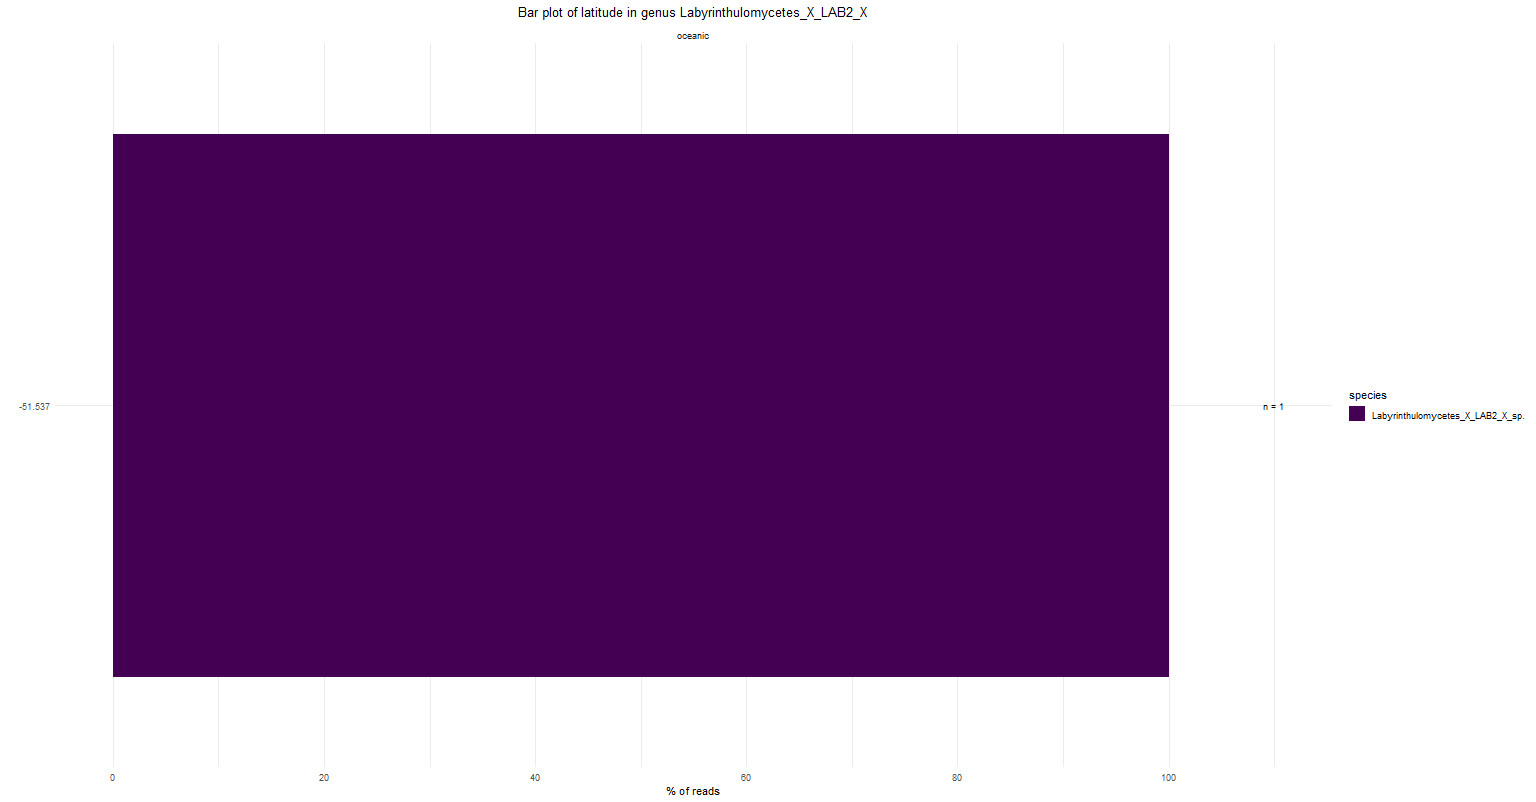 Bar plot of latitude in genus Labyrinthulomycetes_X_LAB2_X
oceanic
-51.537
n = 1
species
Labyrinthulomycetes_X_LAB2_X_sp.
0
20
40
60
80
100
% of reads